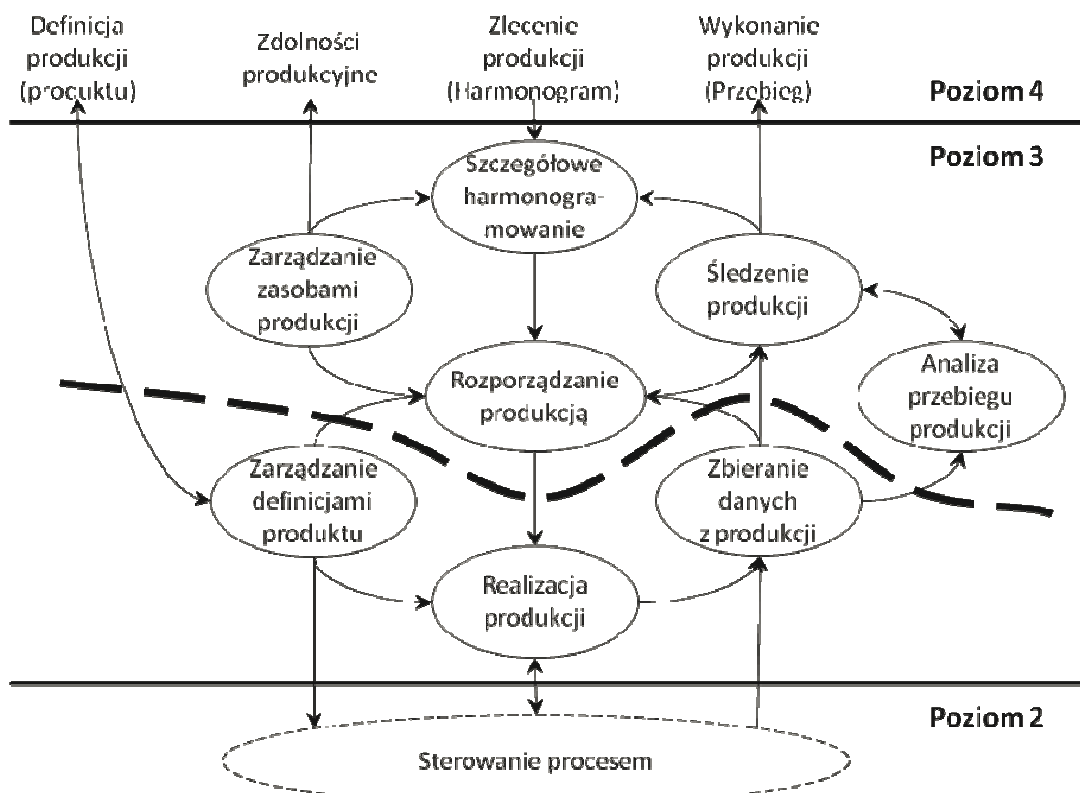 Definicja
produkcji
(produktu)
Zdolności
produkcyjne
Zlecenie
produkcji
(Harmonogram)
Wykonanie
produkcji
(Przebieg)
Poziom 4
Poziom 3
Szczegółowe
harmonogra-
mowanie
Zarządzanie
zasobami
produkcji
Śledzenie
produkcji
Rozporządzanie
produkcją
Analiza
przebiegu
produkcji
Zarządzanie
definicjami
produktu
Zbieranie
danych
z produkcji
Realizacja
produkcji
Poziom 2
Sterowanie procesem